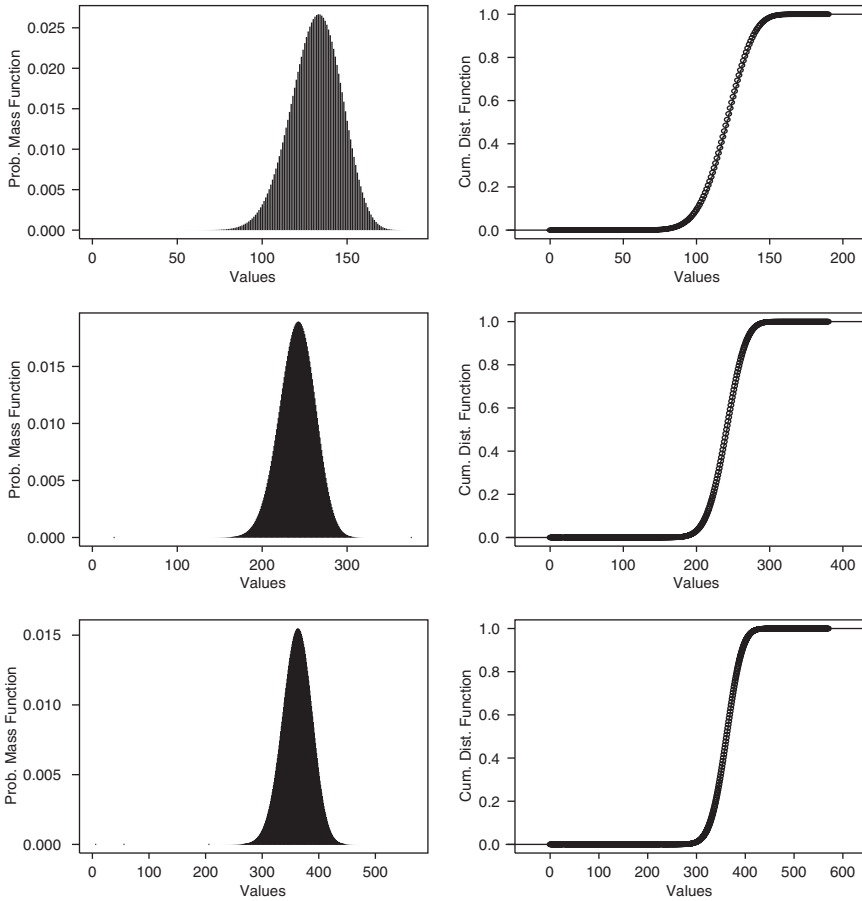 Prob. Mass Function
0.025
0.020
0.015
0.010
0.005
0.000
0 50 100 150
Values
Cum. Dist. Function
1.0
0.8
0.6
0.4
0.2
0.0
0 50 100 150 200
Values
Prob. Mass Function
0.015
0.010
0.005
0.000
0 100 200 300
Values
Cum. Dist. Function
1.0
0.8
0.6
0.4
0.2
0.0
0 100 200 300 400
Values
Prob. Mass Function
0.015
0.010
0.005
0.000
0 100 200 300 400 500
Values
Cum. Dist. Function
1.0
0.8
0.6
0.4
0.2
0.0
0 100 200 300 400 500 600
Values